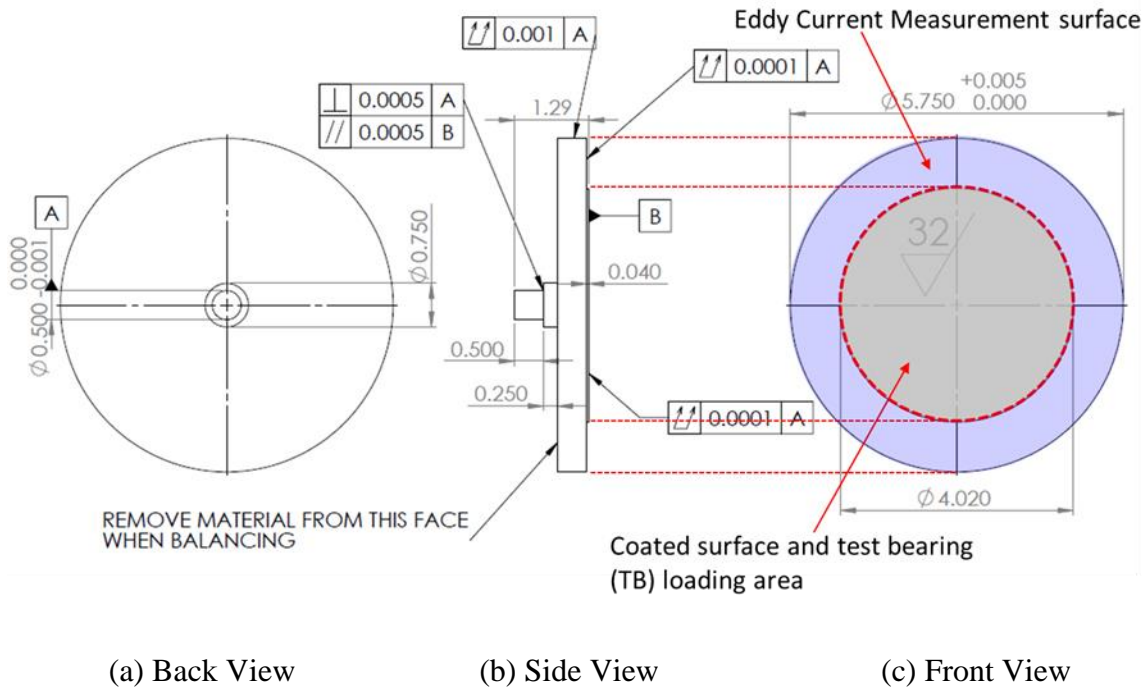 Eddy Current Measurement surface
⌰ 0.001 A
⌰ 0.0001 A
⊥ 0.0005 A
// 0.0005 B
1.29
+0.005
∅5.750 0.000
A
0.000
∅0.500 -0.001
∅0.750
B
32
0.040
0.500
0.250
⌰ 0.0001 A
∅4.020
REMOVE MATERIAL FROM THIS FACE
WHEN BALANCING
Coated surface and test bearing
(TB) loading area
(a) Back View (b) Side View (c) Front View